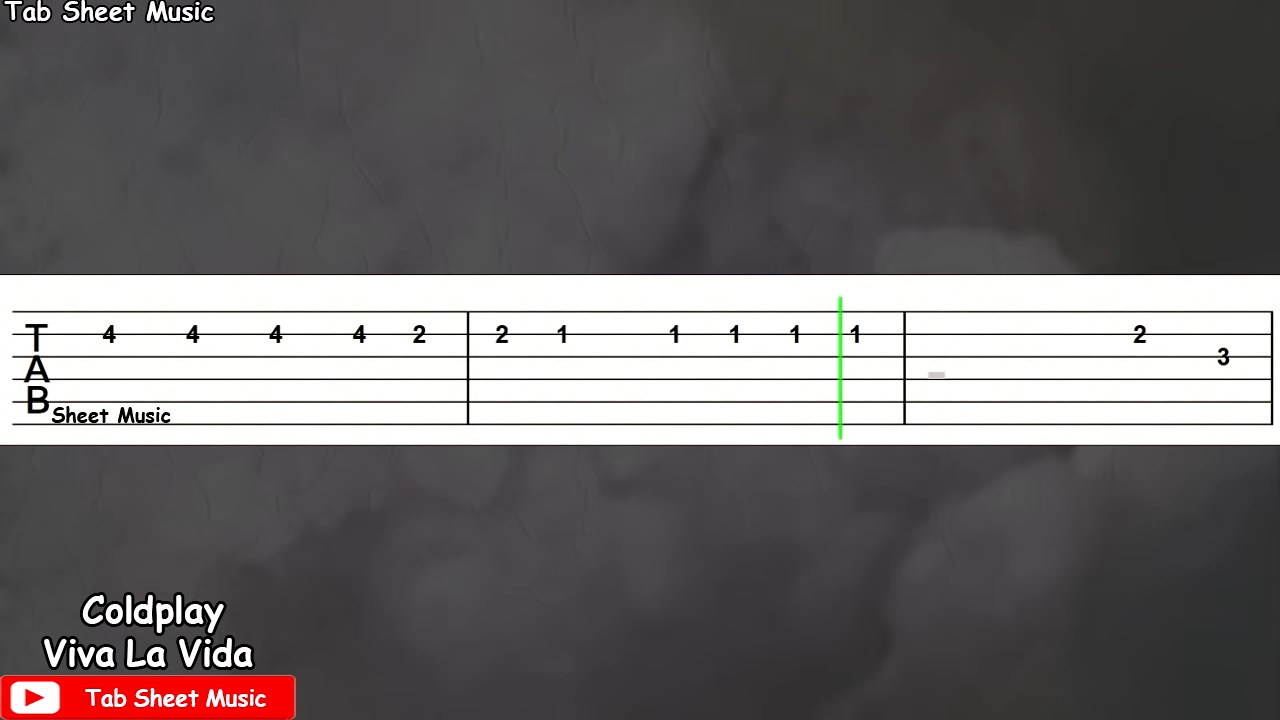 Tab Sheet Music
T 4 4 4 4 2 2 1 1 1 1 1 2
A 3
B Sheet Music
Coldplay
Viva La Vida
Tab Sheet Music